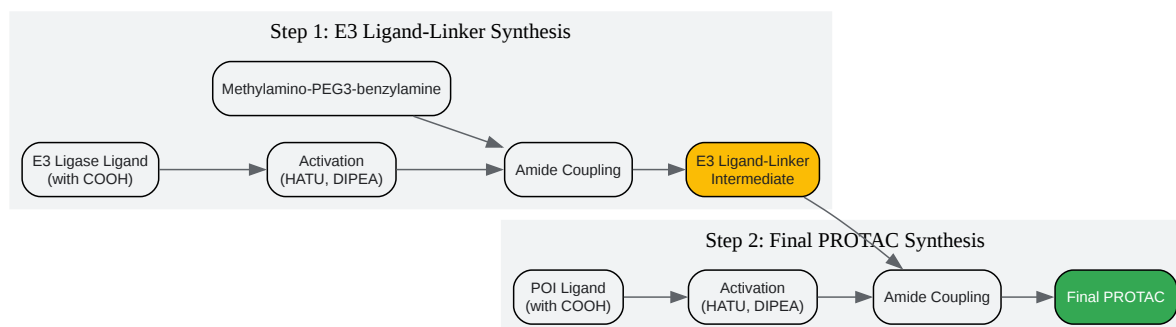 Step 1: E3 Ligand-Linker Synthesis
Methylamino-PEG3-benzylamine
E3 Ligase Ligand
(with COOH)
Activation
(HATU, DIPEA)
Amide Coupling
E3 Ligand-Linker
Intermediate
Step 2: Final PROTAC Synthesis
POI Ligand
(with COOH)
Activation
(HATU, DIPEA)
Amide Coupling
Final PROTAC